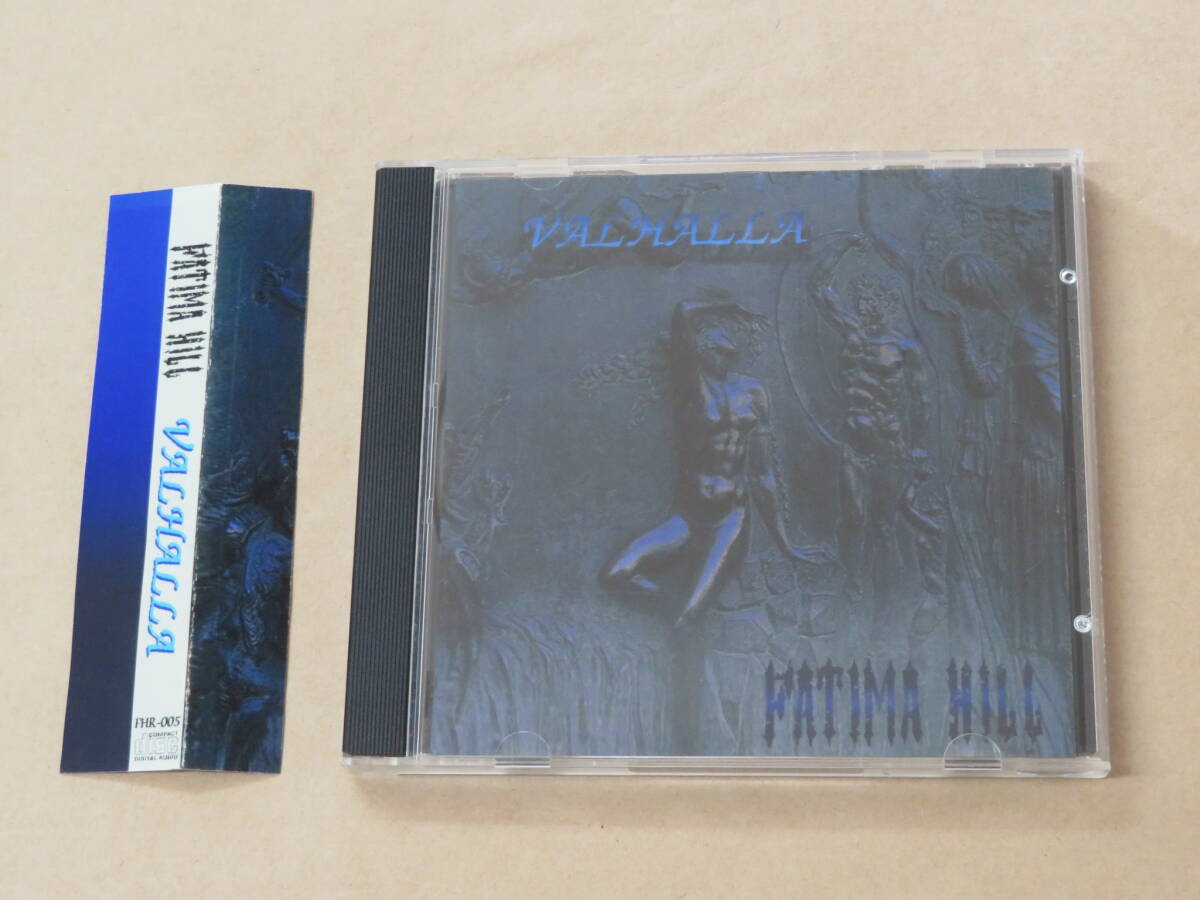 FATIMA HILL
VALHALLA
FHR-005
COMPACT
DISC
DIGITAL AUDIO
VALHALLA
FATIMA HILL